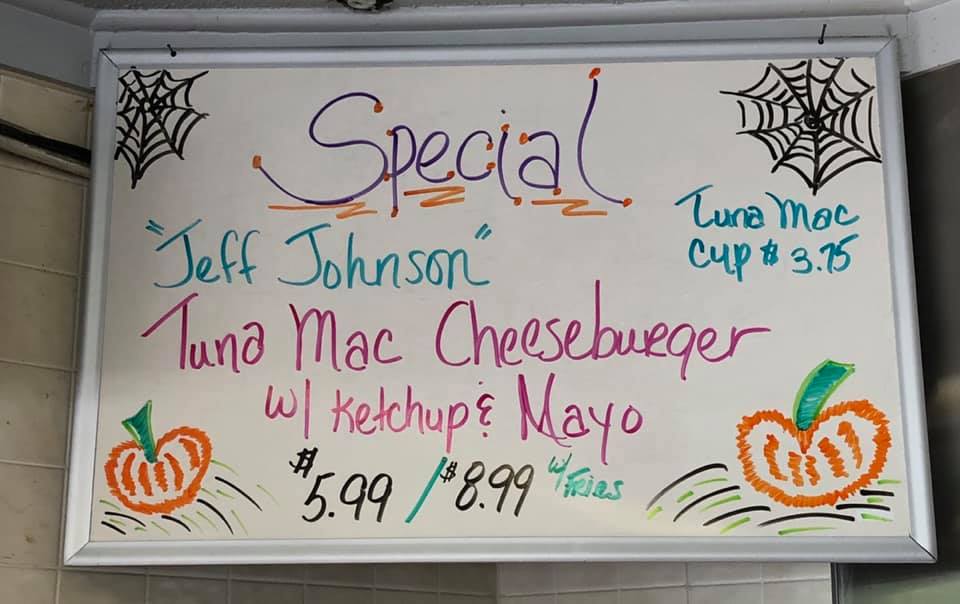 Special
"Jeff Johnson"
Tuna Mac
Cup $ 3.75
Tuna Mac Cheeseburger
w/ Ketchup & Mayo
$5.99 / $8.99 w/ Fries